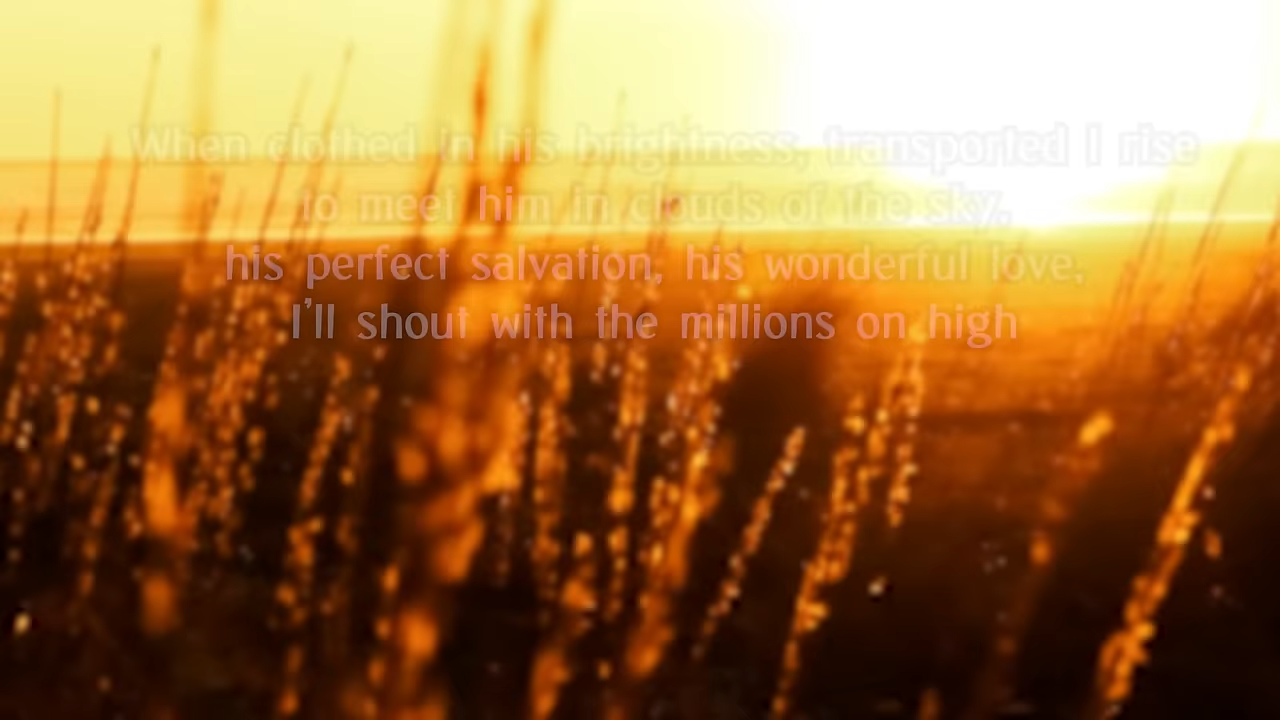 When clothed in his brightness, transported I rise
to meet him in clouds of the sky,
his perfect salvation, his wonderful love,
I'll shout with the millions on high